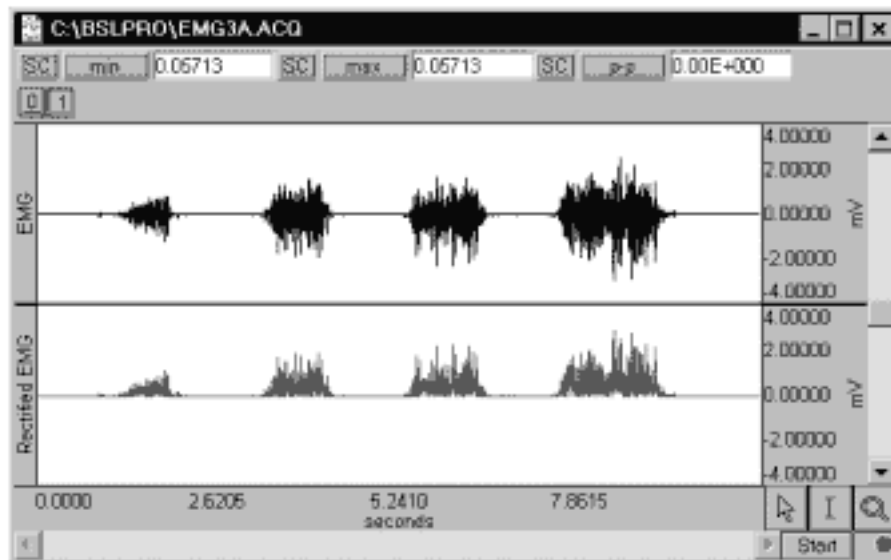 C:\BSLPRO\EMG3A.ACQ
SC min 0.05713 SC max 0.05713 SC p-p 0.00E+000
0 1
EMG
4.00000
2.00000
0.00000
-2.00000
-4.00000
mV
Rectified EMG
4.00000
2.00000
0.00000
-2.00000
-4.00000
mV
0.0000 2.6205 5.2410 7.8615
seconds
Start